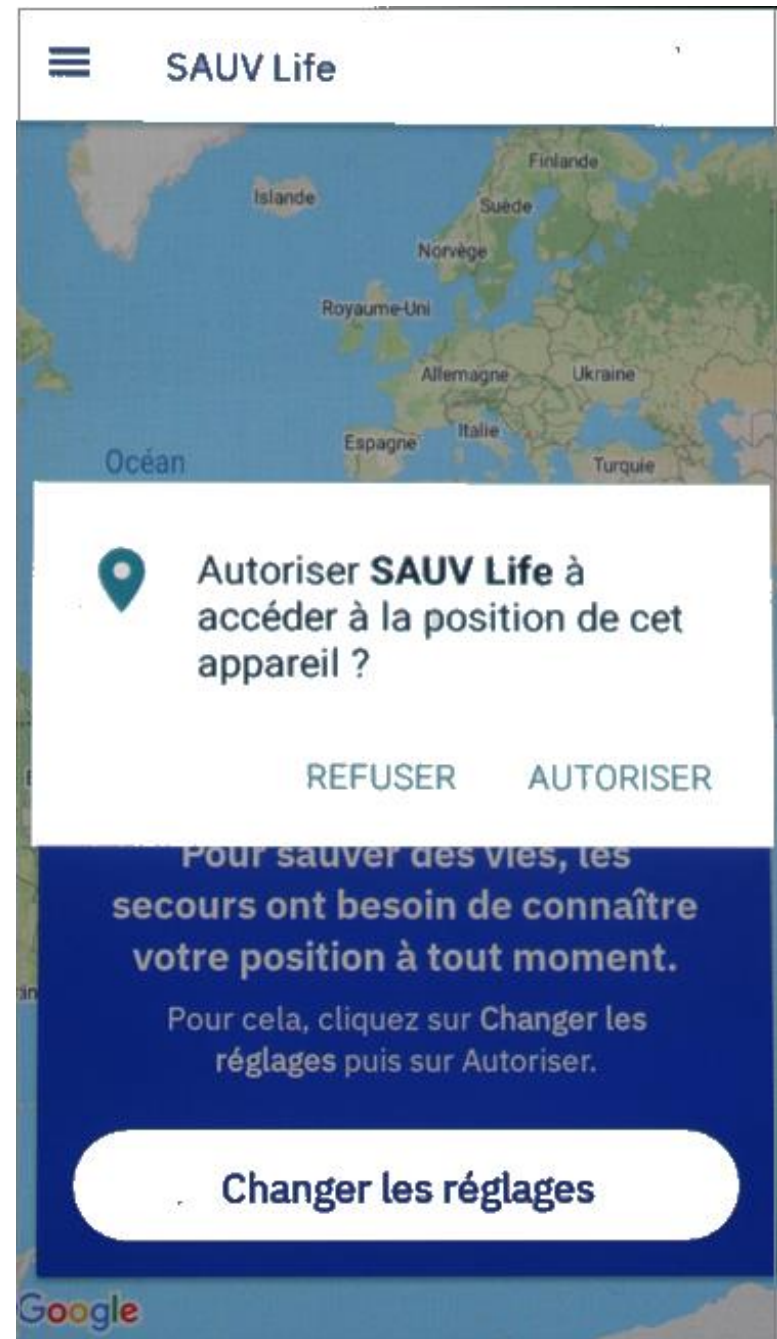 SAUV Life
Finlande
Islande
Suède
Norvège
Royaume-Uni
Allemagne
Ukraine
Italie
Espagne
Océan
Turquie
Autoriser SAUV Life à
accéder à la position de cet
appareil ?
REFUSER AUTORISER
Pour sauver des vies, les
secours ont besoin de connaître
votre position à tout moment.
Pour cela, cliquez sur Changer les
réglages puis sur Autoriser.
Changer les réglages
Google